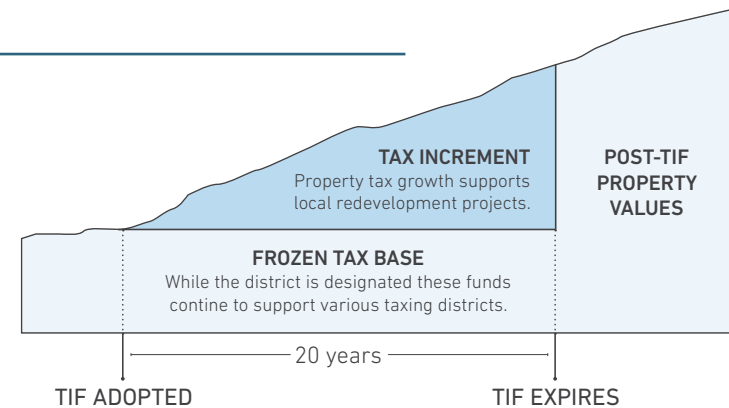 TAX INCREMENT
Property tax growth supports
local redevelopment projects.
POST-TIF
PROPERTY
VALUES
FROZEN TAX BASE
While the district is designated these funds
contine to support various taxing districts.
20 years
TIF ADOPTED
TIF EXPIRES